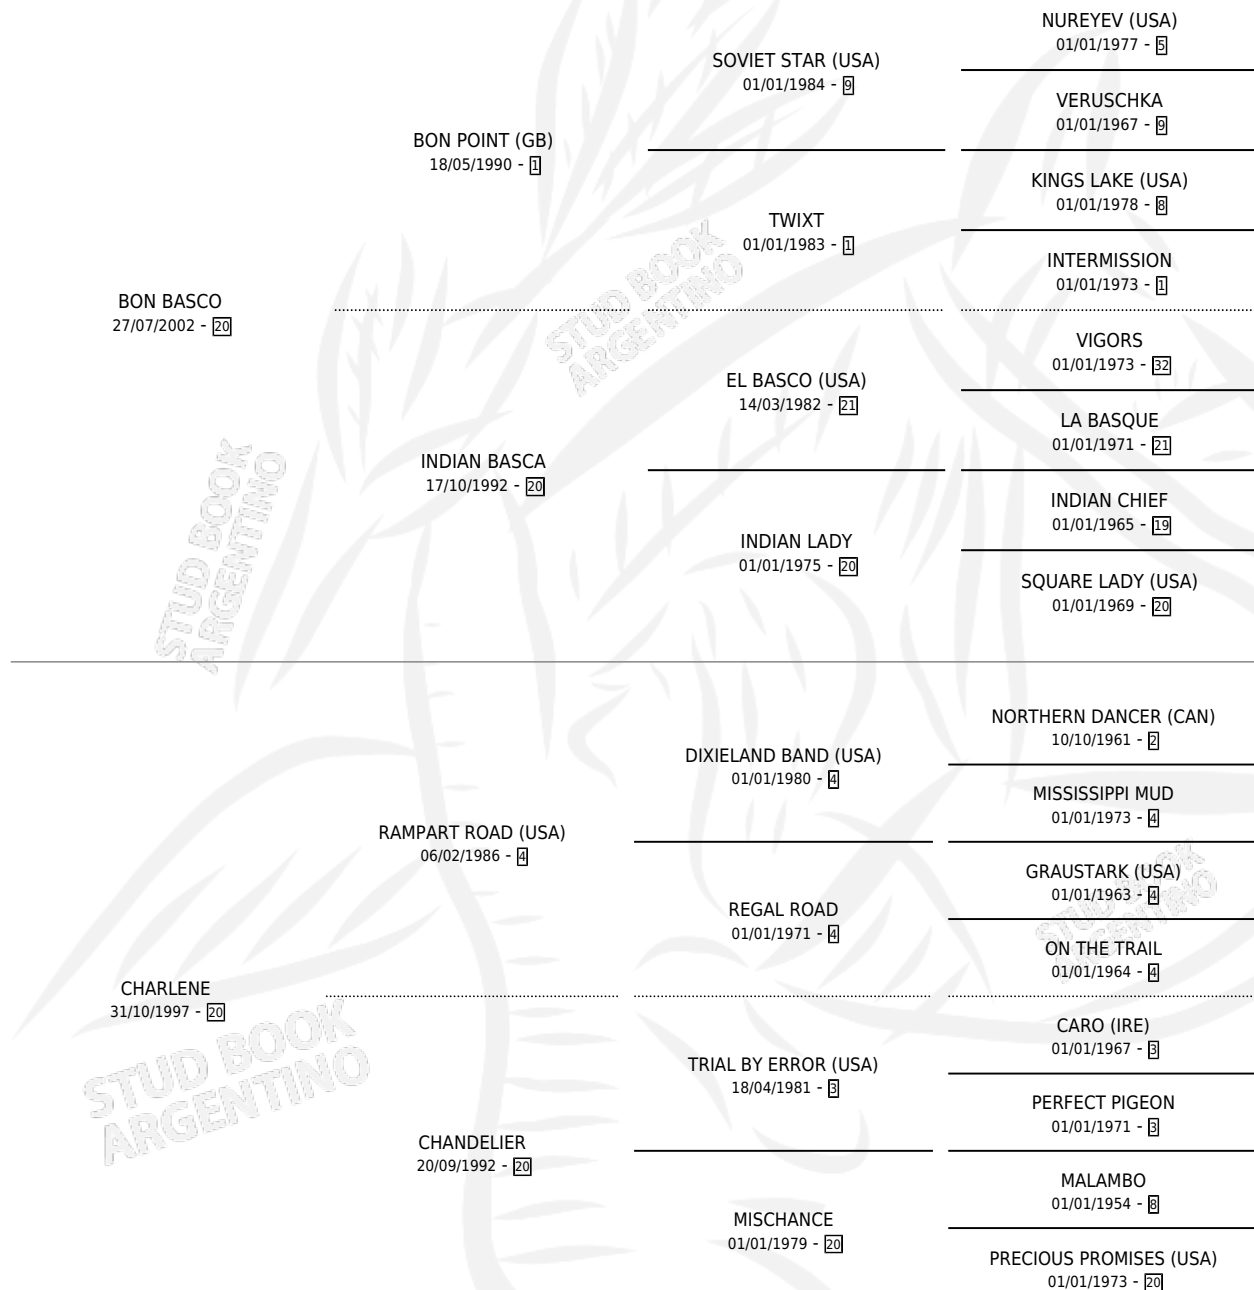 NUREYEV (USA)
01/01/1977 - 5
SOVIET STAR (USA)
01/01/1984 - 9
VERUSCHKA
01/01/1967 - 9
BON POINT (GB)
18/05/1990 - 1
KINGS LAKE (USA)
01/01/1978 - 8
TWIXT
01/01/1983 - 1
INTERMISSION
01/01/1973 - 1
BON BASCO
27/07/2002 - 20
STUD BOOK
ARGENTINO
VIGORS
01/01/1973 - 32
EL BASCO (USA)
14/03/1982 - 21
LA BASQUE
01/01/1971 - 21
INDIAN BASCA
17/10/1992 - 20
INDIAN CHIEF
01/01/1965 - 19
INDIAN LADY
01/01/1975 - 20
SQUARE LADY (USA)
01/01/1969 - 20
STUD BOOK
ARGENTINO
NORTHERN DANCER (CAN)
10/10/1961 - 2
DIXIELAND BAND (USA)
01/01/1980 - 4
MISSISSIPPI MUD
01/01/1973 - 4
RAMPART ROAD (USA)
06/02/1986 - 4
GRAUSTARK (USA)
01/01/1963 - 4
REGAL ROAD
01/01/1971 - 4
STUD BOOK
ARGENTINO
ON THE TRAIL
01/01/1964 - 4
CHARLENE
31/10/1997 - 20
CARO (IRE)
01/01/1967 - 3
TRIAL BY ERROR (USA)
18/04/1981 - 3
STUD BOOK
ARGENTINO
PERFECT PIGEON
01/01/1971 - 3
CHANDELIER
20/09/1992 - 20
MALAMBO
01/01/1954 - 8
MISCHANCE
01/01/1979 - 20
PRECIOUS PROMISES (USA)
01/01/1973 - 20